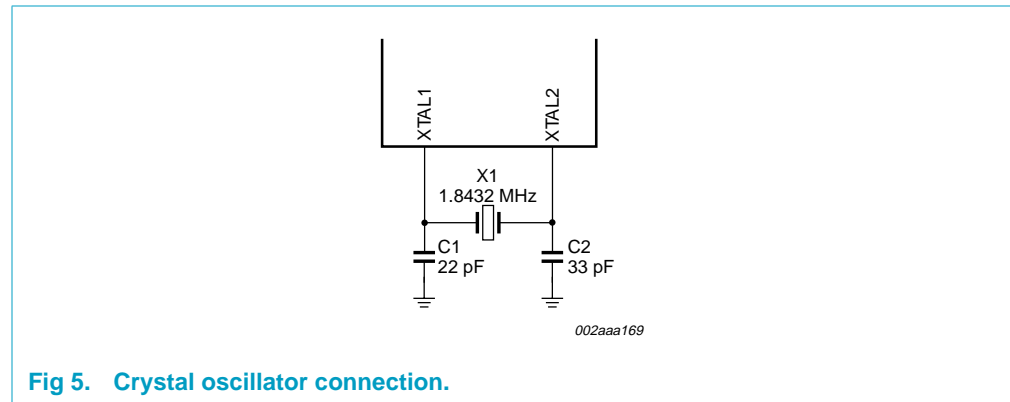 XTAL1
XTAL2
X1
1.8432 MHz
C1
22 pF
C2
33 pF
002aaa169
Fig 5. Crystal oscillator connection.